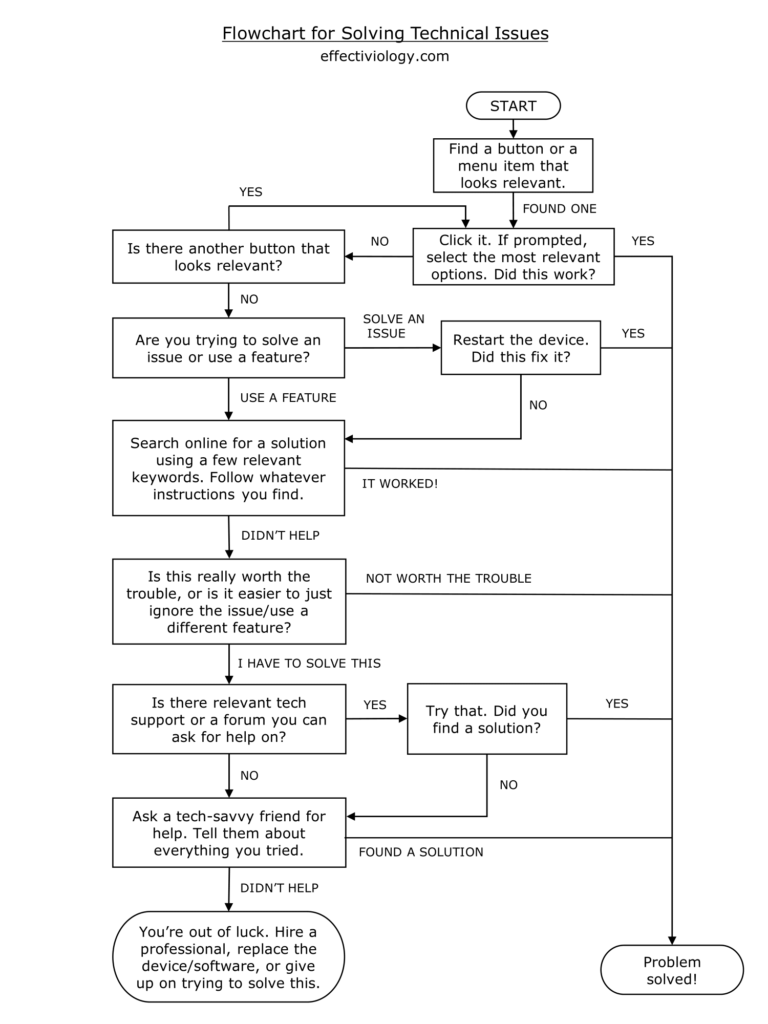 Flowchart for Solving Technical Issues
effectiviology.com
START
Find a button or a
menu item that
looks relevant.
YES
FOUND ONE
Is there another button that
looks relevant?
NO
Click it. If prompted,
select the most relevant
options. Did this work?
YES
NO
Are you trying to solve an
issue or use a feature?
SOLVE AN
ISSUE
Restart the device.
Did this fix it?
YES
USE A FEATURE
NO
Search online for a solution
using a few relevant
keywords. Follow whatever
instructions you find.
IT WORKED!
DIDN'T HELP
Is this really worth the
trouble, or is it easier to just
ignore the issue/use a
different feature?
NOT WORTH THE TROUBLE
I HAVE TO SOLVE THIS
Is there relevant tech
support or a forum you can
ask for help on?
YES
Try that. Did you
find a solution?
YES
NO
NO
Ask a tech-savvy friend for
help. Tell them about
everything you tried.
FOUND A SOLUTION
DIDN'T HELP
You're out of luck. Hire a
professional, replace the
device/software, or give
up on trying to solve this.
Problem
solved!